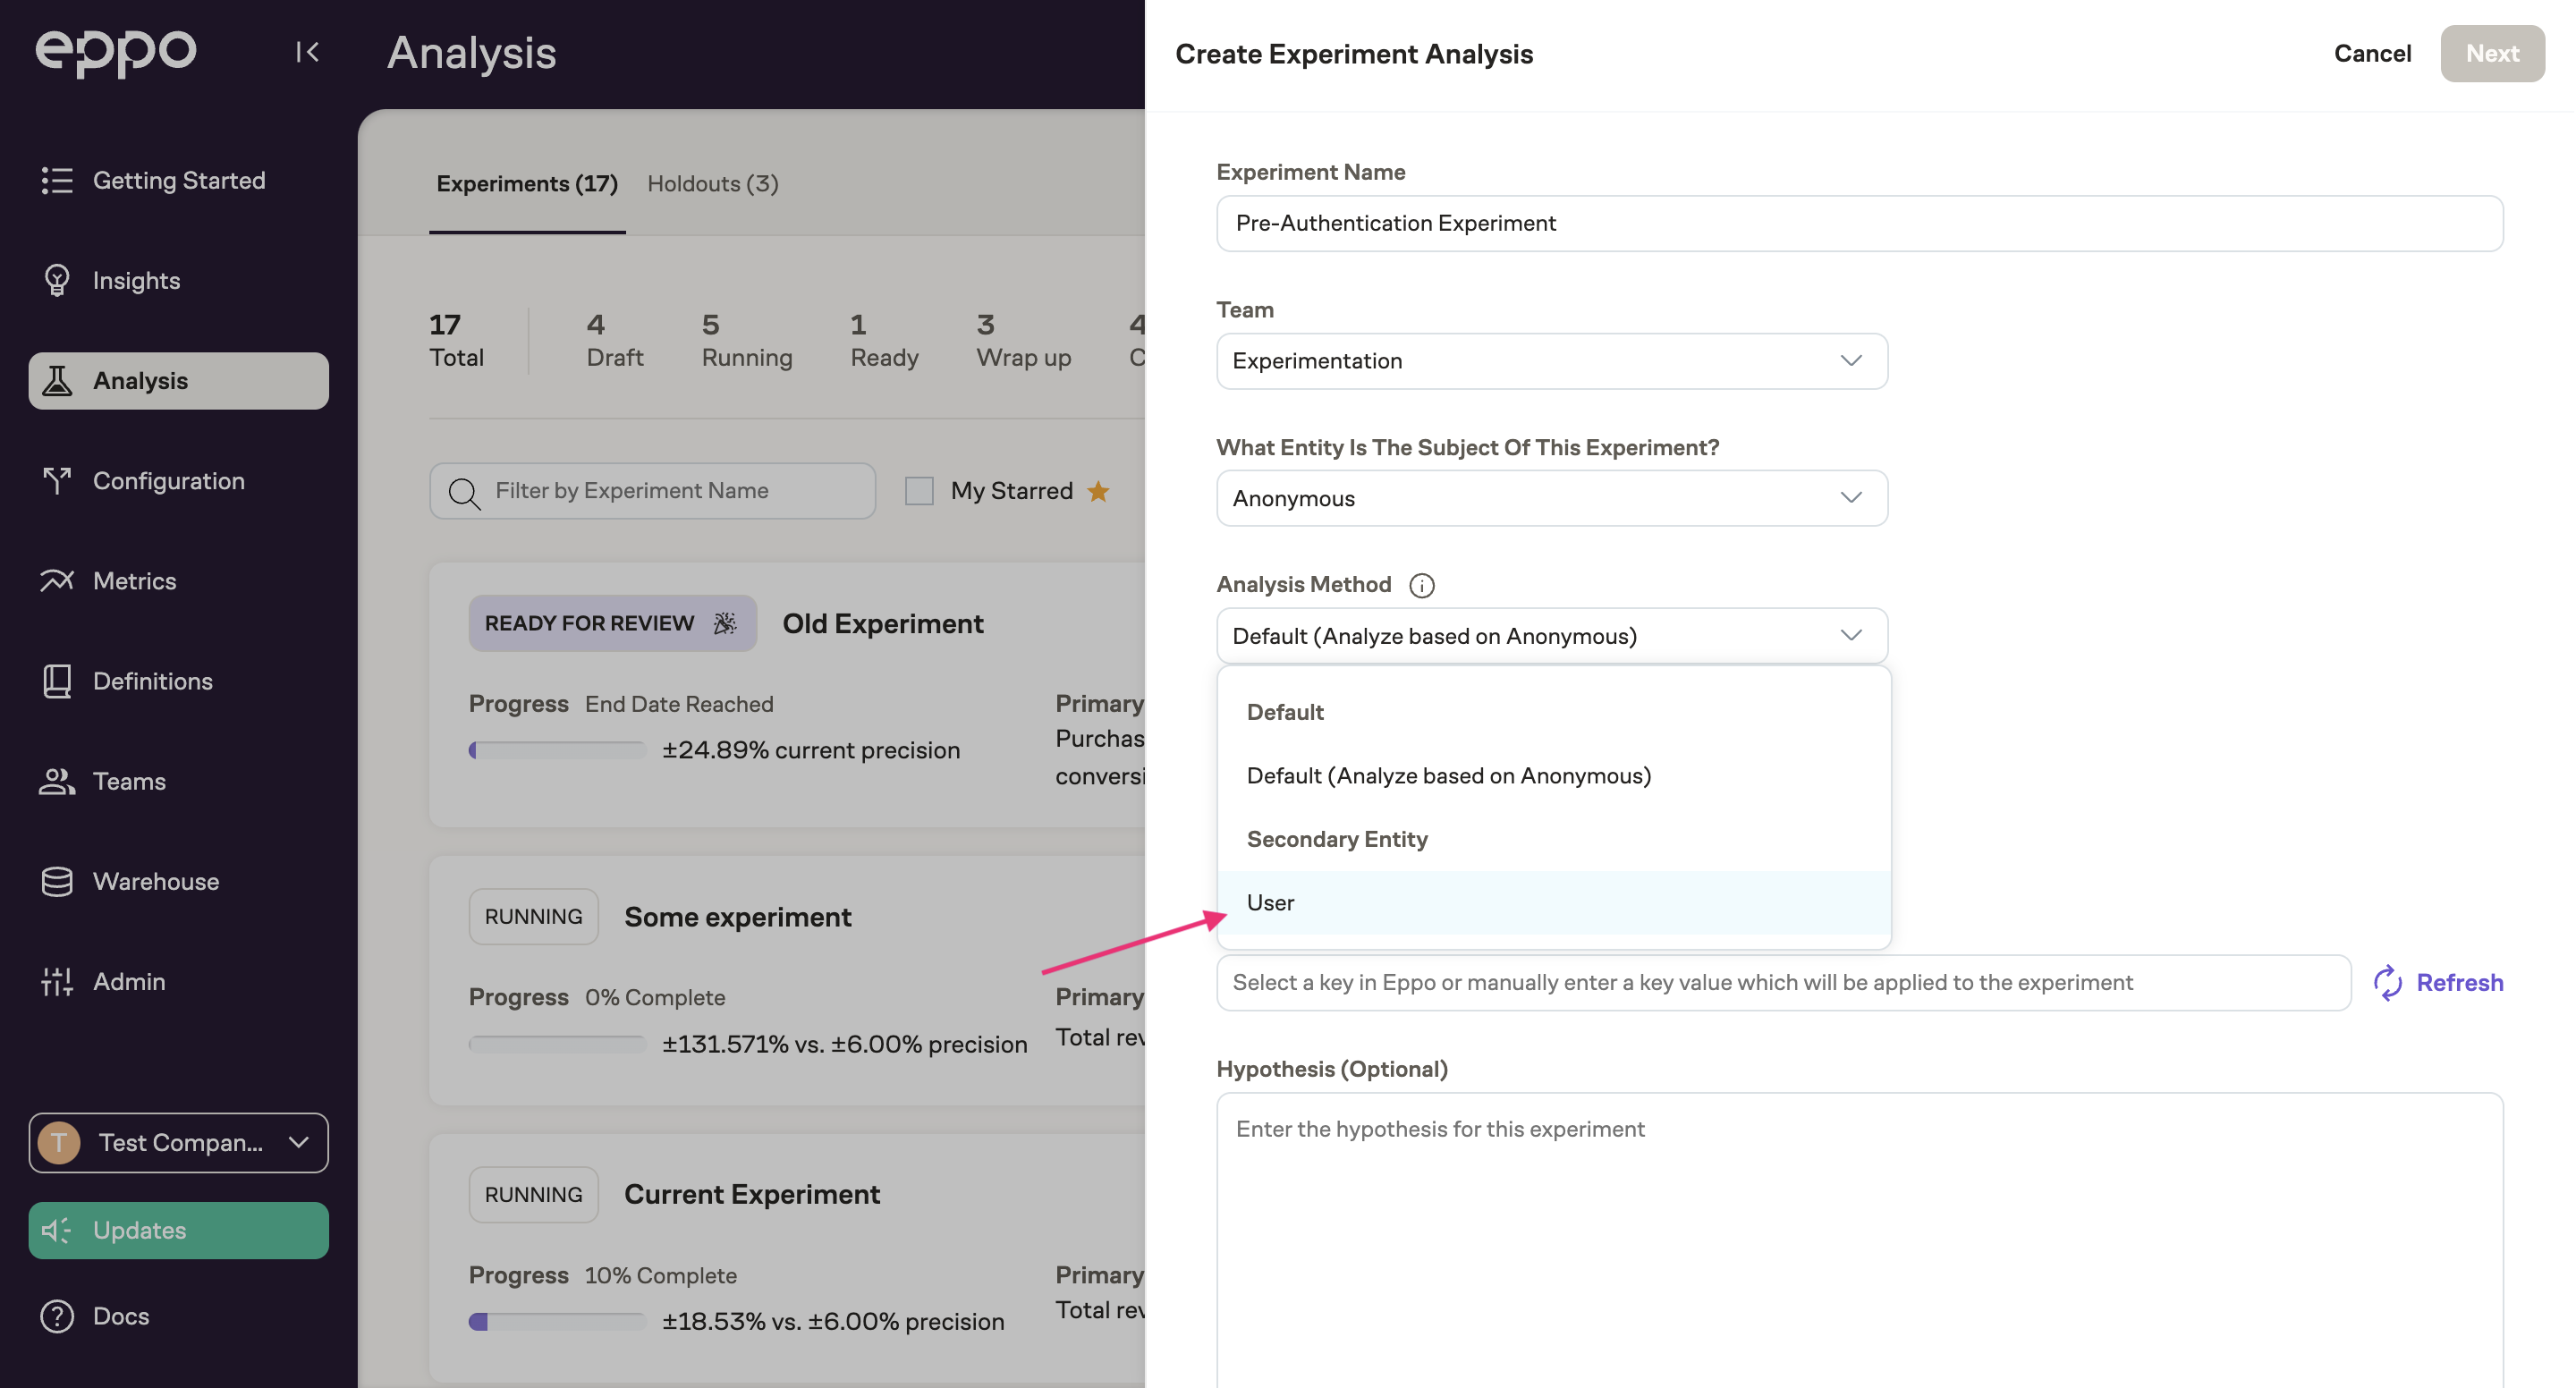 eppo
Getting Started
Insights
Analysis
Configuration
Metrics
Definitions
Teams
Warehouse
Admin
T Test Compan...
Updates
Docs
Analysis
Experiments (17) Holdouts (3)
17 4 5 1 3 4
Total Draft Running Ready Wrap up C
Filter by Experiment Name My Starred
READY FOR REVIEW Old Experiment
Progress End Date Reached Primary
±24.89% current precision Purchas
conversi
RUNNING Some experiment
Progress 0% Complete Primary
±131.571% vs. ±6.00% precision Total rev
RUNNING Current Experiment
Progress 10% Complete Primary
±18.53% vs. ±6.00% precision Total rev
Create Experiment Analysis Cancel Next
Experiment Name
Pre-Authentication Experiment
Team
Experimentation
What Entity Is The Subject Of This Experiment?
Anonymous
Analysis Method
Default (Analyze based on Anonymous)
Default
Default (Analyze based on Anonymous)
Secondary Entity
User
Select a key in Eppo or manually enter a key value which will be applied to the experiment Refresh
Hypothesis (Optional)
Enter the hypothesis for this experiment